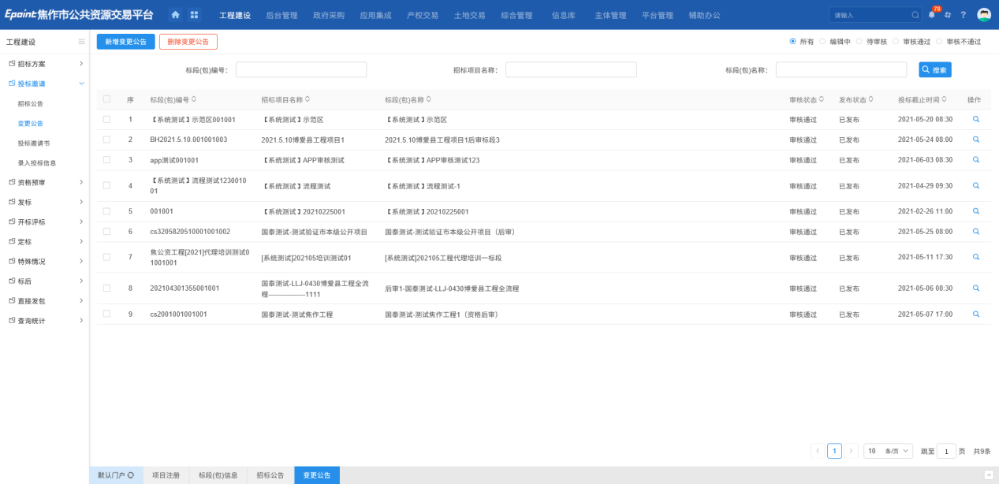 Epoint焦作市公共资源交易平台 工程建设 后台管理 政府采购 应用集成 产权交易 土地交易 综合管理 信息库 主体管理 平台管理 辅助办公 请输入 78 ?
工程建设
招标方案
投标邀请
招标公告
变更公告
投标邀请书
录入投标信息
资格预审
发标
开标评标
定标
特殊情况
标后
直接发包
查询统计
新增变更公告 删除变更公告 所有 编辑中 待审核 审核通过 审核不通过
标段(包)编号： 招标项目名称： 标段(包)名称： 搜索
序 标段(包)编号 招标项目名称 标段(包)名称 审核状态 发布状态 投标截止时间 操作
1 【系统测试】示范区001001 【系统测试】示范区 【系统测试】示范区 审核通过 已发布 2021-05-20 08:30
2 BH2021.5.10.001001003 2021.5.10博爱县工程项目1 2021.5.10博爱县工程项目1后审标段3 审核通过 已发布 2021-05-24 08:00
3 app测试001001 【系统测试】APP审核测试 【系统测试】APP审核测试123 审核通过 已发布 2021-06-03 08:30
4 【系统测试】流程测试1230010
01 【系统测试】流程测试 【系统测试】流程测试-1 审核通过 已发布 2021-04-29 09:30
5 001001 【系统测试】20210225001 【系统测试】20210225001 审核通过 已发布 2021-02-26 11:00
6 cs3205820510001001002 国泰测试-测试验证市本级公开项目 国泰测试-测试验证市本级公开项目（后审） 审核通过 已发布 2021-05-25 08:00
7 焦公资工程[2021]代理培训测试0
1001001 [系统测试]202105培训测试01 [系统测试]202105工程代理培训一标段 审核通过 已发布 2021-05-11 17:30
8 202104301355001001 国泰测试-LLJ-0430博爱县工程全流
程----------------1111 后审1-国泰测试-LLJ-0430博爱县工程全流程 审核通过 已发布 2021-05-06 08:30
9 cs2001001001001 国泰测试-测试焦作工程 国泰测试-测试焦作工程1（资格后审） 审核通过 已发布 2021-05-07 17:00
1 10 条/页 跳至 1 页 共9条
默认门户 项目注册 标段(包)信息 招标公告 变更公告